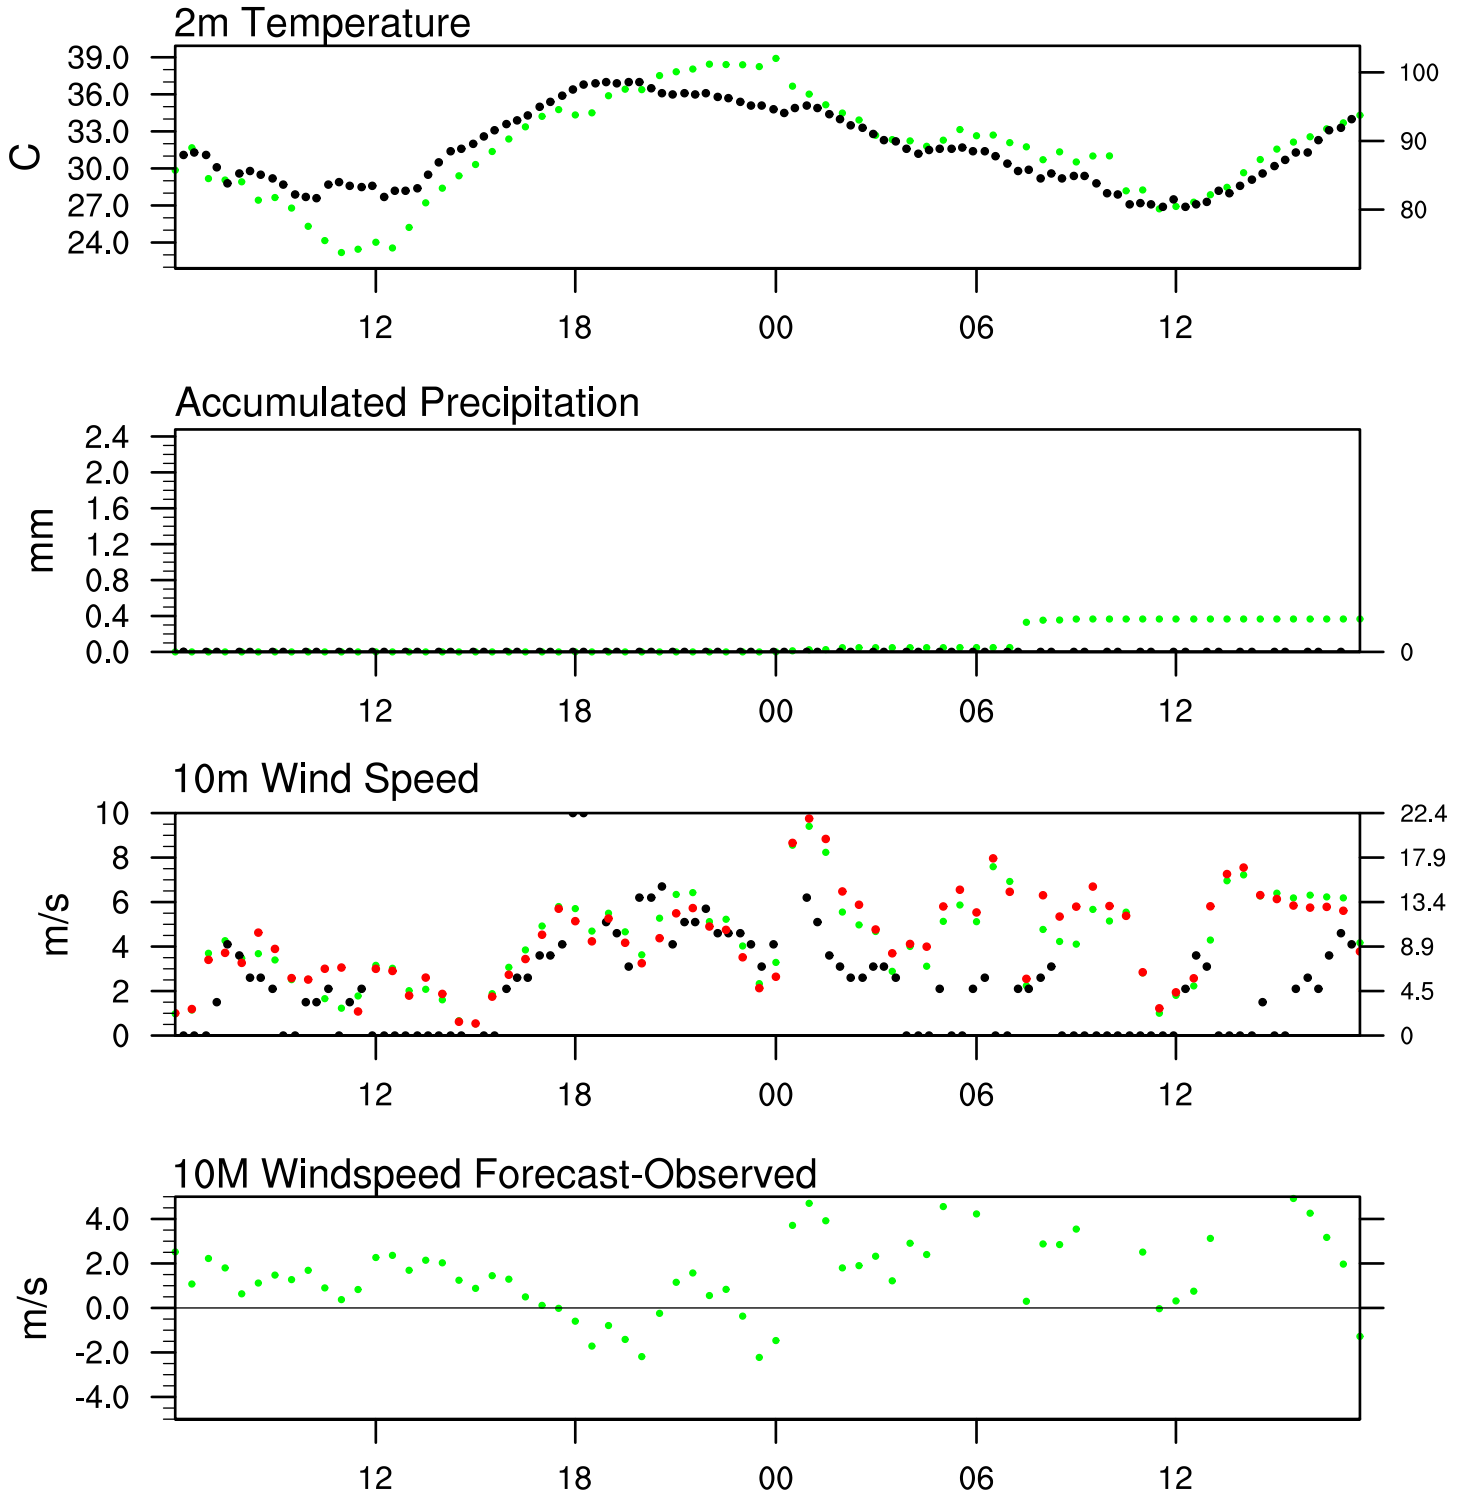 2m Temperature
39.0
36.0
33.0
30.0
27.0
24.0
C
100
90
80
12 18 00 06 12
Accumulated Precipitation
2.4
2.0
1.6
1.2
0.8
0.4
0.0
mm
0
12 18 00 06 12
10m Wind Speed
10
8
6
4
2
0
m/s
22.4
17.9
13.4
8.9
4.5
0
12 18 00 06 12
10M Windspeed Forecast-Observed
4.0
2.0
0.0
-2.0
-4.0
m/s
12 18 00 06 12